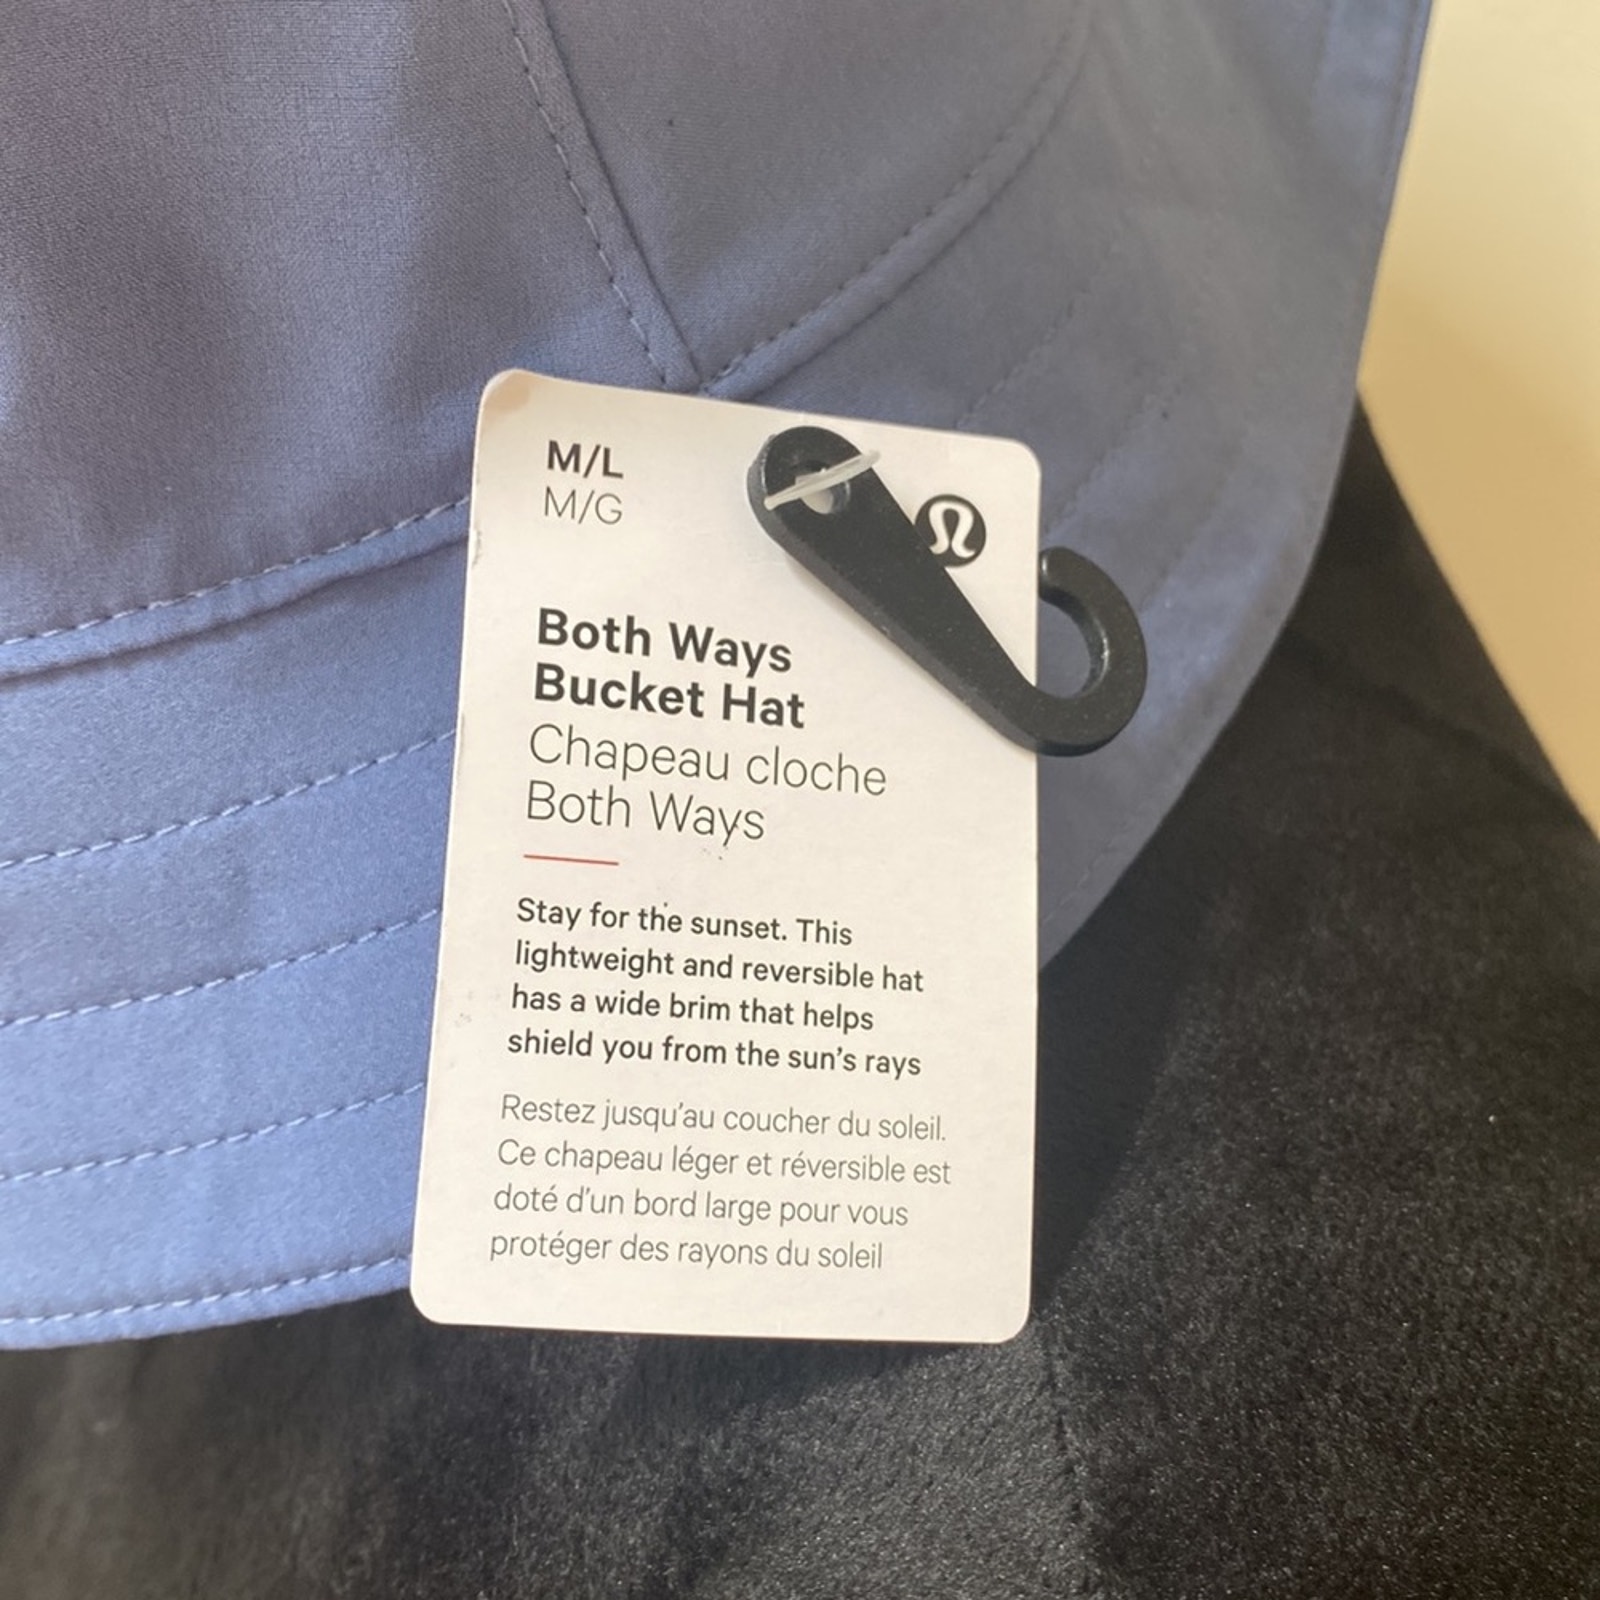 M/L
M/G
Both Ways
Bucket Hat
Chapeau cloche
Both Ways
Stay for the sunset. This
lightweight and reversible hat
has a wide brim that helps
shield you from the sun's rays
Restez jusqu'au coucher du soleil.
Ce chapeau léger et réversible est
doté d'un bord large pour vous
protéger des rayons du soleil